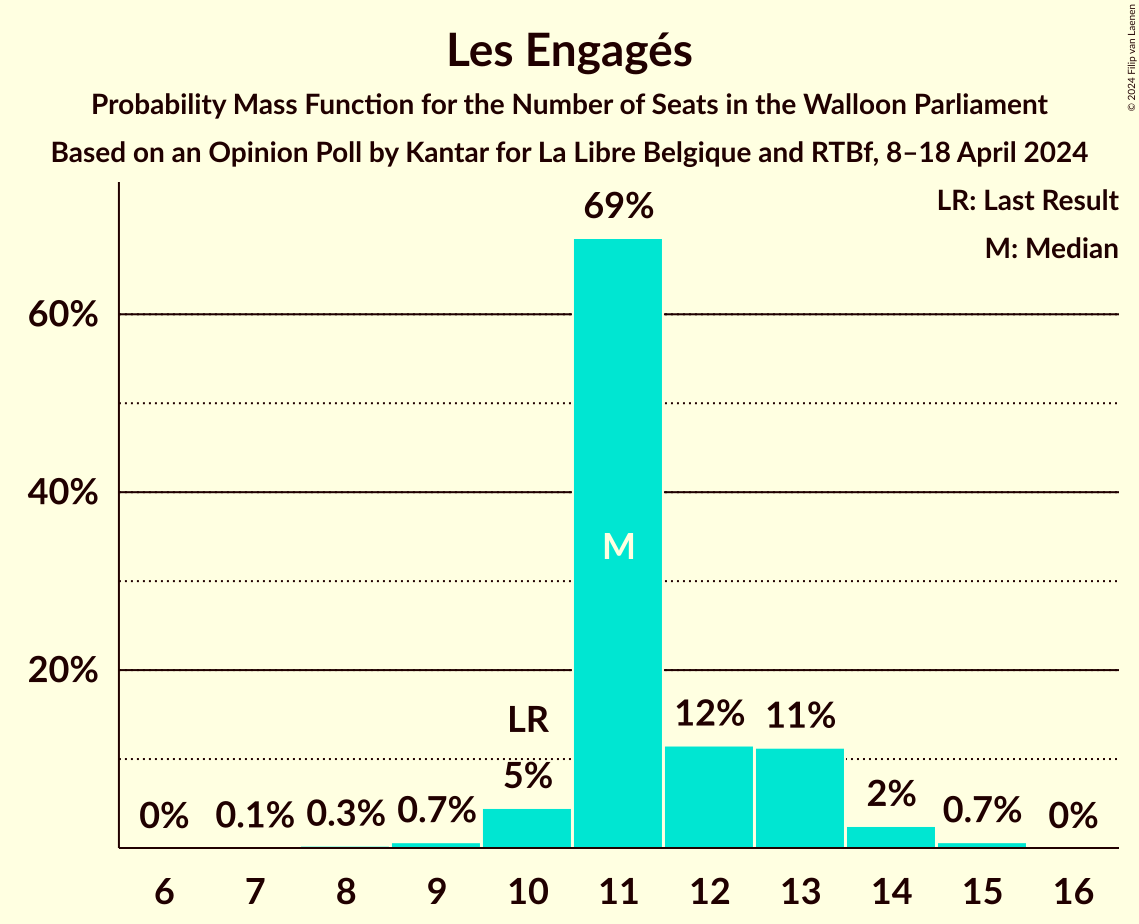 Les Engagés
Probability Mass Function for the Number of Seats in the Walloon Parliament
Based on an Opinion Poll by Kantar for La Libre Belgique and RTBf, 8–18 April 2024
© 2024 Filip van Laenen
LR: Last Result
M: Median
69%
60%
40%
M
20%
LR
12%
11%
5%
2%
0%
0.1%
0.3%
0.7%
0.7%
0%
6 7 8 9 10 11 12 13 14 15 16